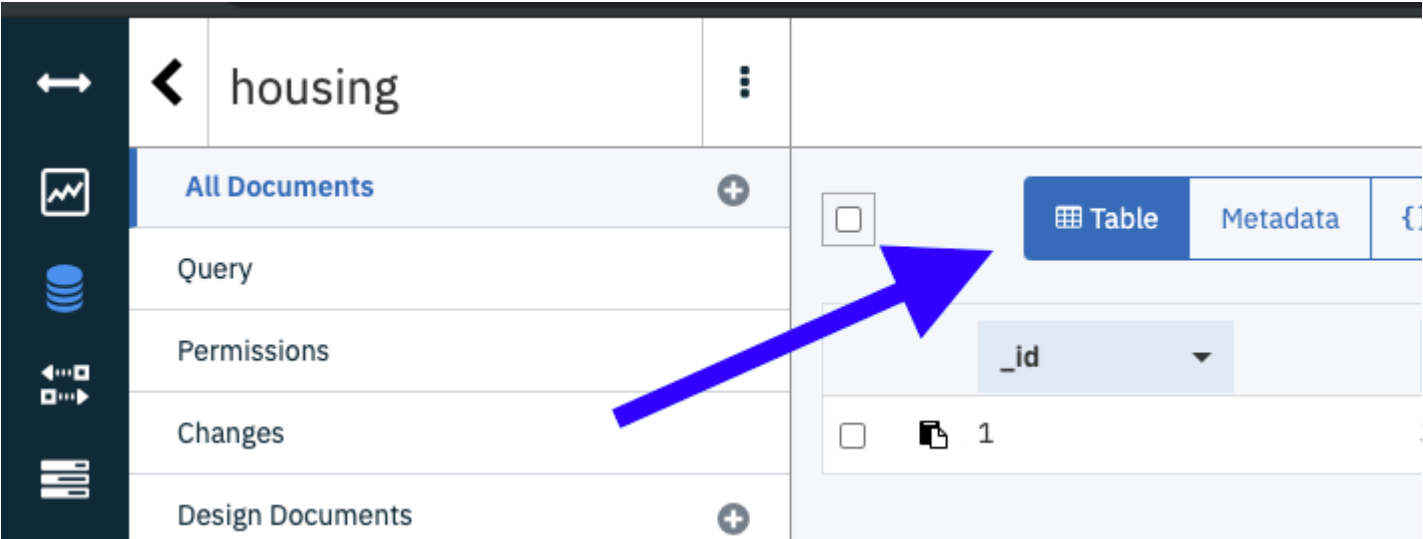 housing
All Documents
Query
Permissions
Changes
Design Documents
Table Metadata {}
_id
1